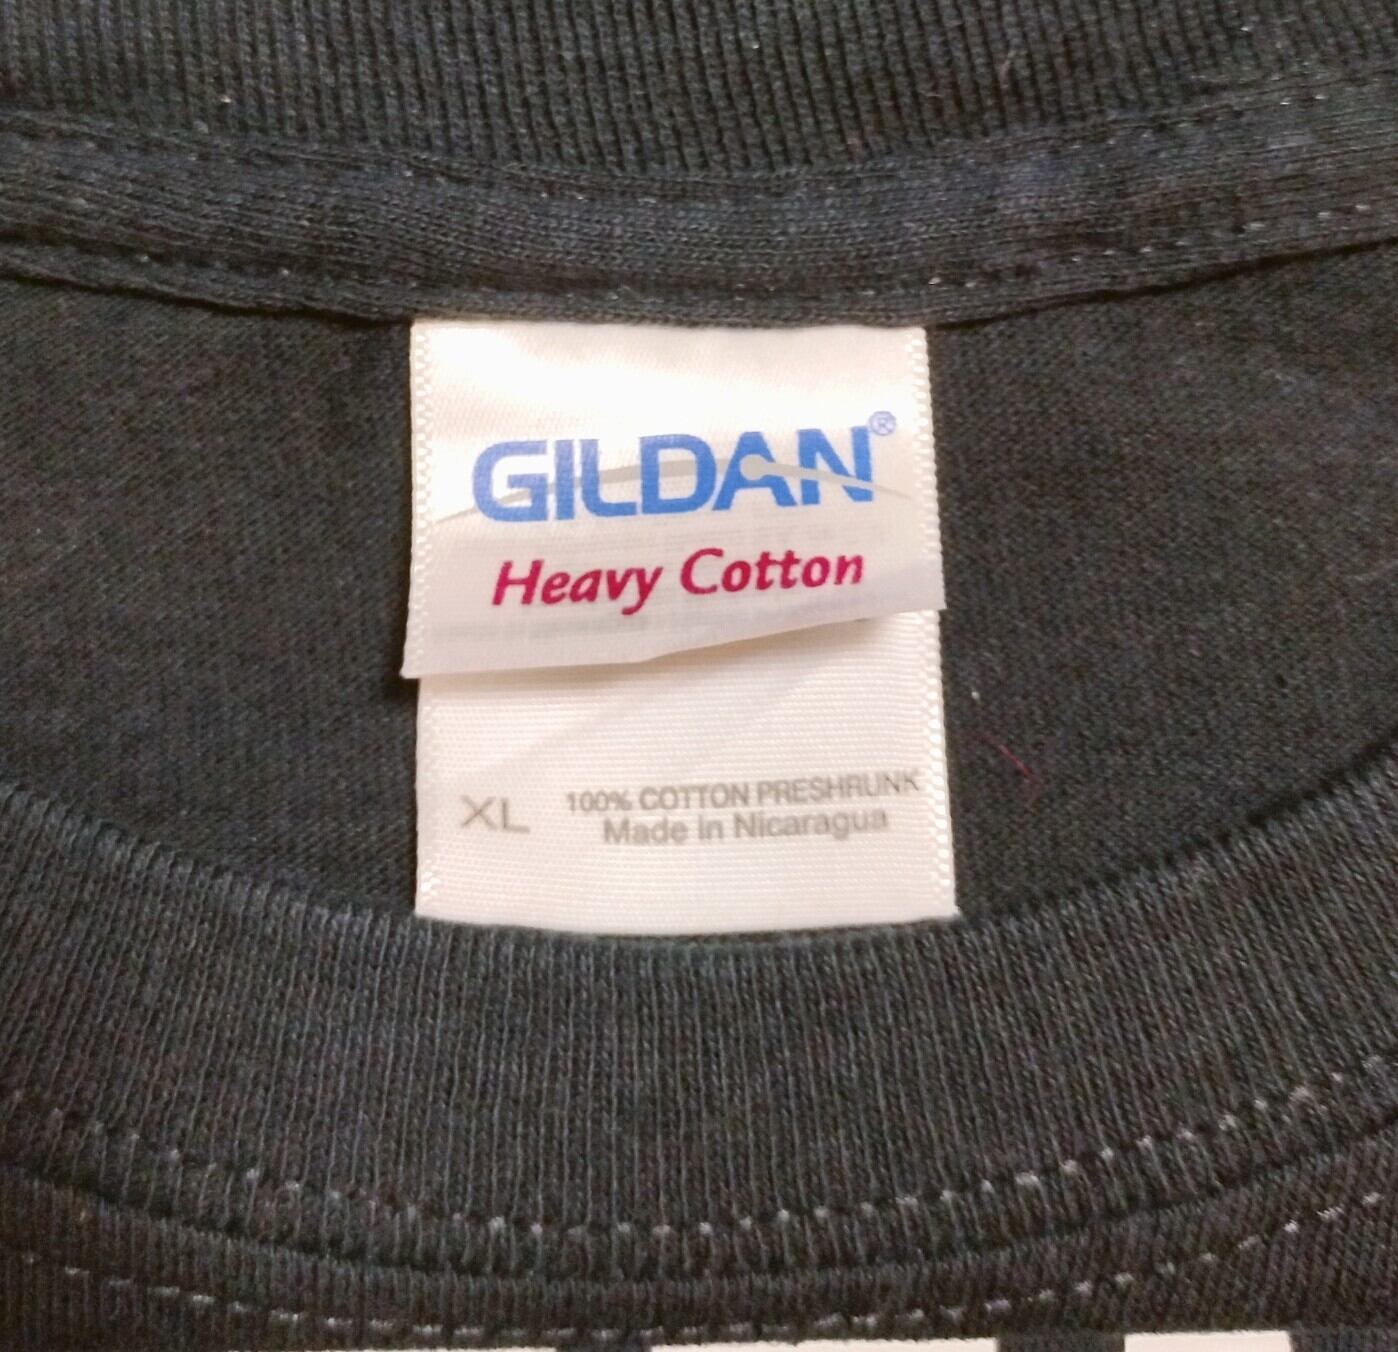 GILDAN®
Heavy Cotton
XL 100% COTTON PRESHRUNK
Made in Nicaragua